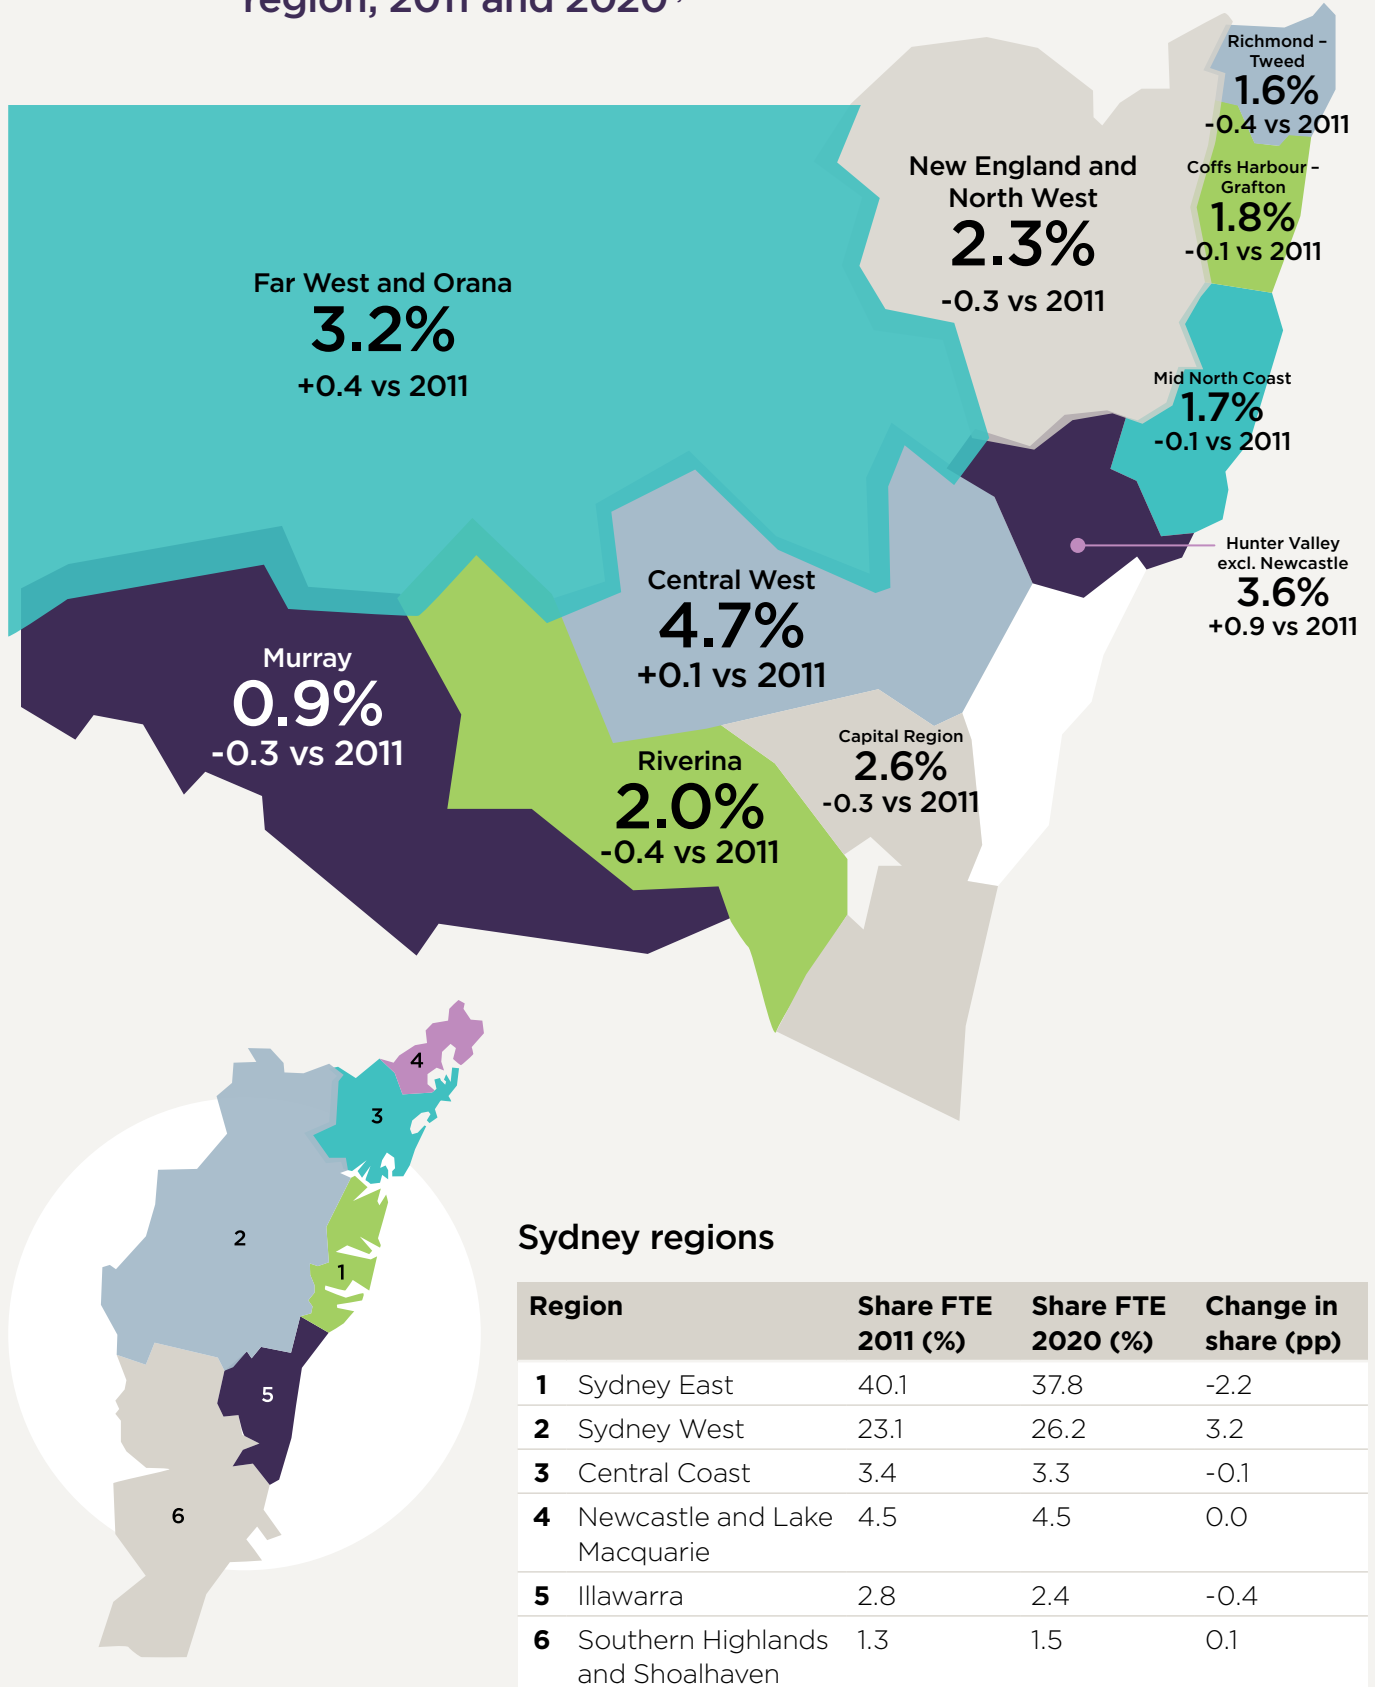 region, 2011 and 2020
Richmond –
Tweed
1.6%
-0.4 vs 2011
New England and
North West
2.3%
-0.3 vs 2011
Coffs Harbour –
Grafton
1.8%
-0.1 vs 2011
Far West and Orana
3.2%
+0.4 vs 2011
Mid North Coast
1.7%
-0.1 vs 2011
Hunter Valley
excl. Newcastle
3.6%
+0.9 vs 2011
Central West
4.7%
+0.1 vs 2011
Murray
0.9%
-0.3 vs 2011
Riverina
2.0%
-0.4 vs 2011
Capital Region
2.6%
-0.3 vs 2011
4
3
2
1
5
6
Sydney regions
Region Share FTE 2011 (%) Share FTE 2020 (%) Change in share (pp)
1 Sydney East 40.1 37.8 -2.2
2 Sydney West 23.1 26.2 3.2
3 Central Coast 3.4 3.3 -0.1
4 Newcastle and Lake 4.5 4.5 0.0
Macquarie
5 Illawarra 2.8 2.4 -0.4
6 Southern Highlands 1.3 1.5 0.1
and Shoalhaven